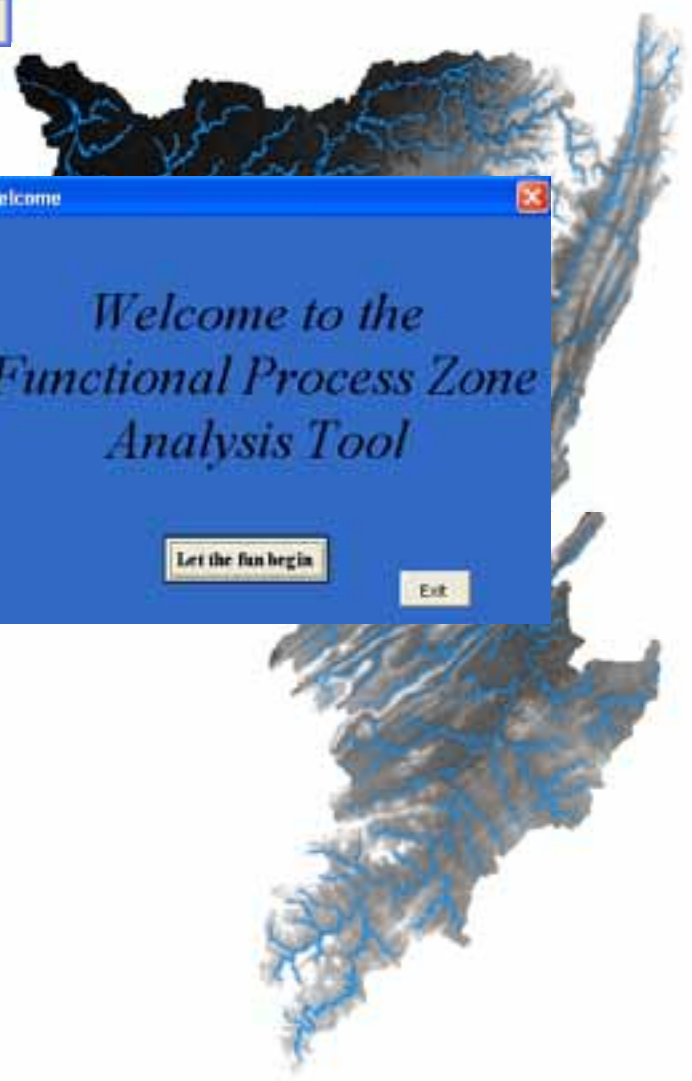 elcome
Welcome to the
Functional Process Zone
Analysis Tool
Let the fun begin
Exit